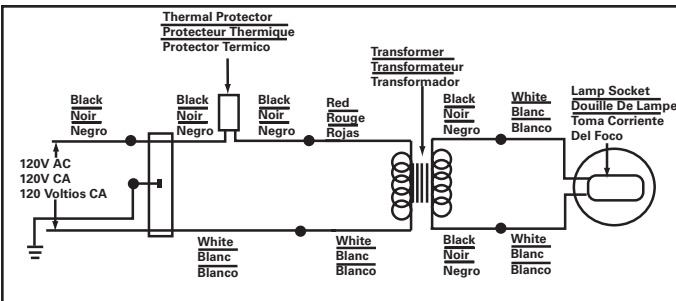 Thermal Protector
Protecteur Thermique
Protector Termico
Transformer
Transformateur
Transformador
Black
Noir
Negro
Black
Noir
Negro
Black
Noir
Negro
Red
Rouge
Rojas
Black
Noir
Negro
White
Blanc
Blanco
Lamp Socket
Douille De Lampe
Toma Corriente
Del Foco
120V AC
120V CA
120 Voltios CA
White
Blanc
Blanco
White
Blanc
Blanco
Black
Noir
Negro
White
Blanc
Blanco